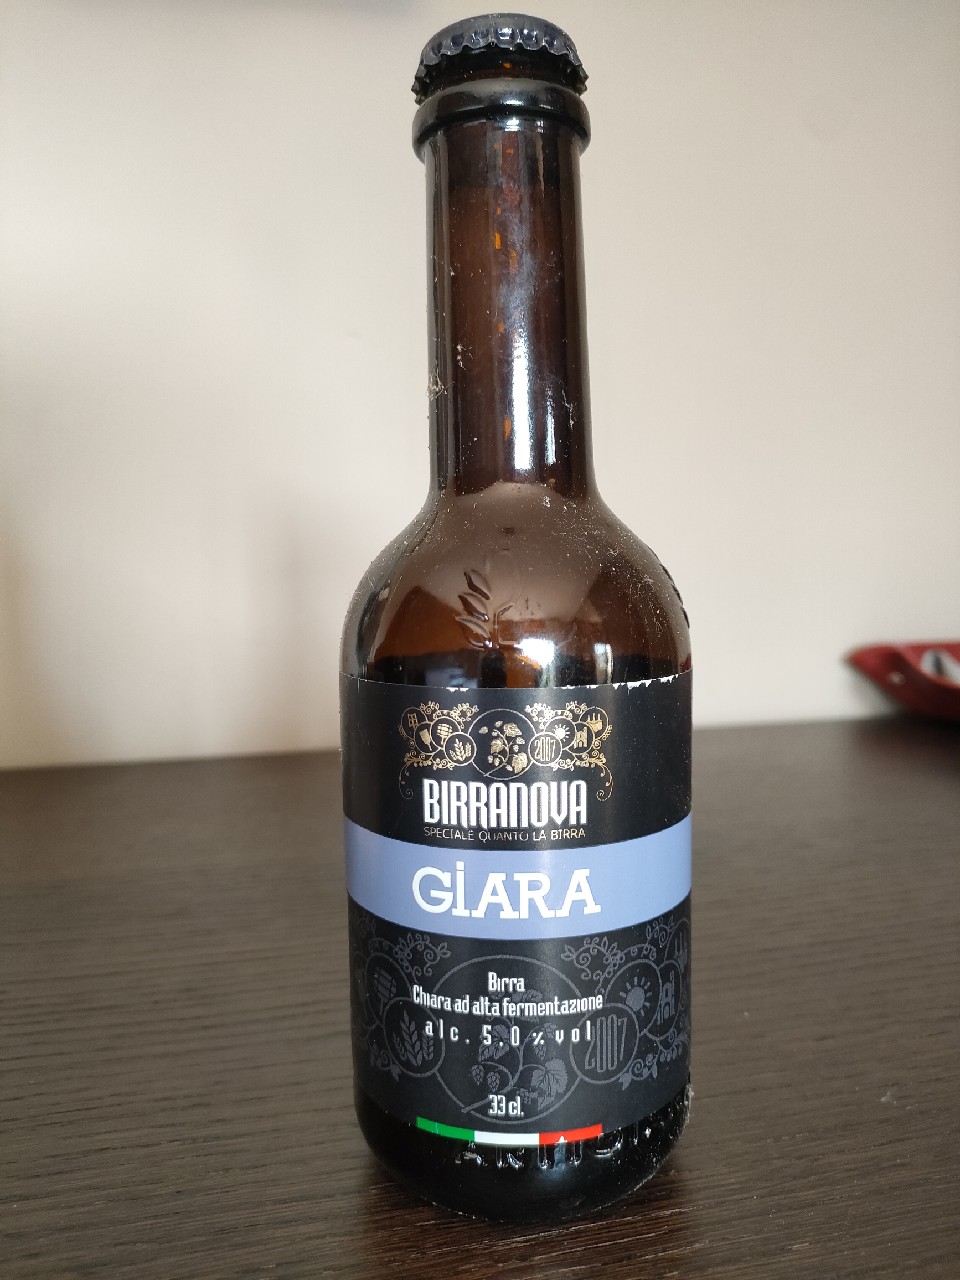 2007
BIRRANOVA
SPECIALE QUANTO LA BIRRA
GiARA
Birra
Chiara ad alta fermentazione
alc. 5.0 % vol
2007
33 cl.